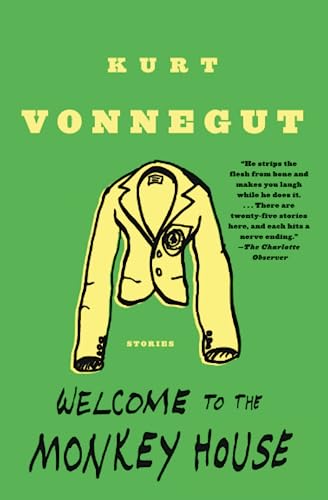 KURT
VONNEGUT
"He strips the
flesh from bone and
makes you laugh
while he does it.
. . . There are
twenty-five stories
here, and each hits a
nerve ending."
—The Charlotte
Observer
STORIES
WELCOME TO THE
MONKEY HOUSE